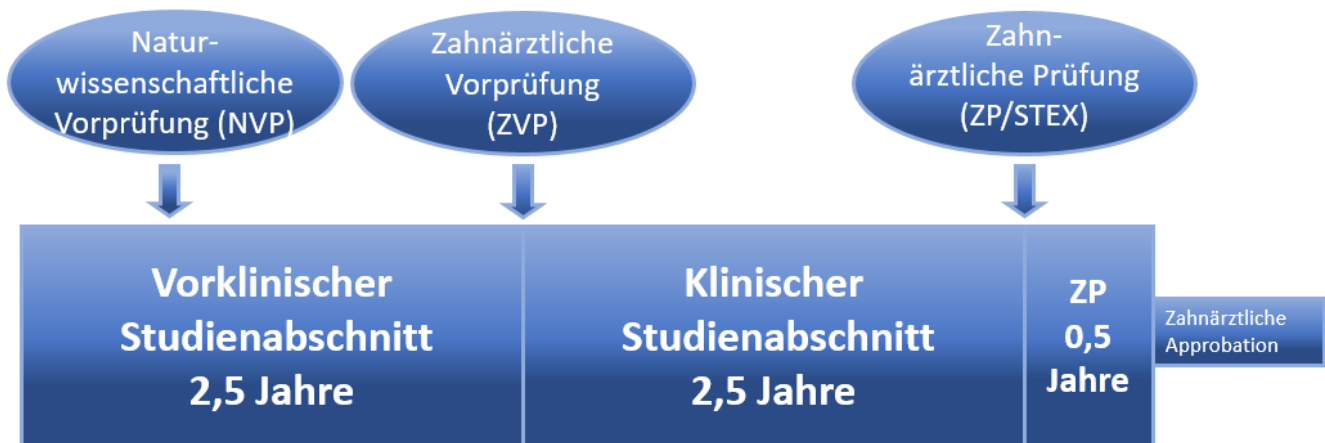 Natur-
wissenschaftliche
Vorprüfung (NVP)
Zahnärztliche
Vorprüfung
(ZVP)
Zahn-
ärztliche Prüfung
(ZP/STEX)
Vorklinischer
Studienabschnitt
2,5 Jahre
Klinischer
Studienabschnitt
2,5 Jahre
ZP
0,5
Jahre
Zahnärztliche
Approbation